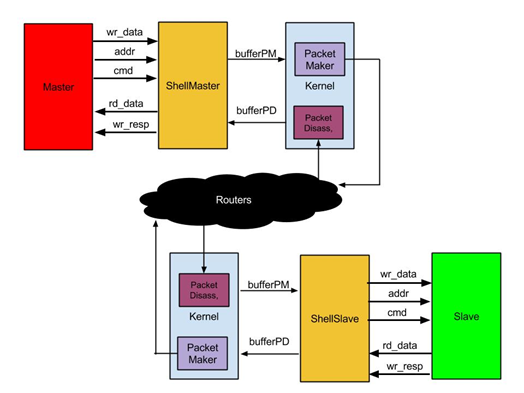 wr_data
addr
cmd
rd_data
wr_resp
Master
ShellMaster
bufferPM
bufferPD
Packet
Maker
Kernel
Packet
Disass,
Routers
Packet
Disass,
Kernel
Packet
Maker
bufferPM
bufferPD
ShellSlave
wr_data
addr
cmd
rd_data
wr_resp
Slave